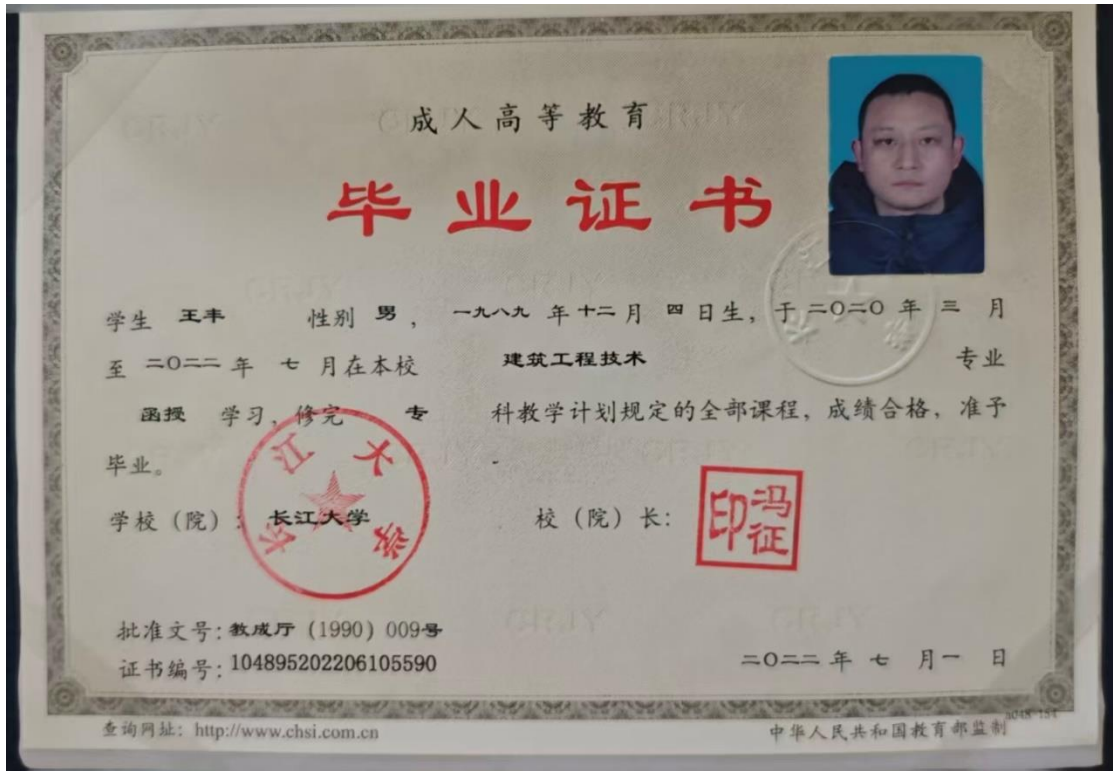 成人高等教育
毕业证书
学生 王丰 性别 男， 一九八九 年 十二 月 四 日生，于 二〇二〇 年 三 月
至 二〇二二 年 七 月在本校 建筑工程技术 专业
函授 学习，修完 专 科教学计划规定的全部课程，成绩合格，准予
毕业。
学校（院）：长江大学 校（院）长：
长江大学
冯征印
批准文号：教成厅（1990）009号
证书编号：104895202206105590 二〇二二 年 七 月 一 日
查询网址：http://www.chsi.com.cn 中华人民共和国教育部监制